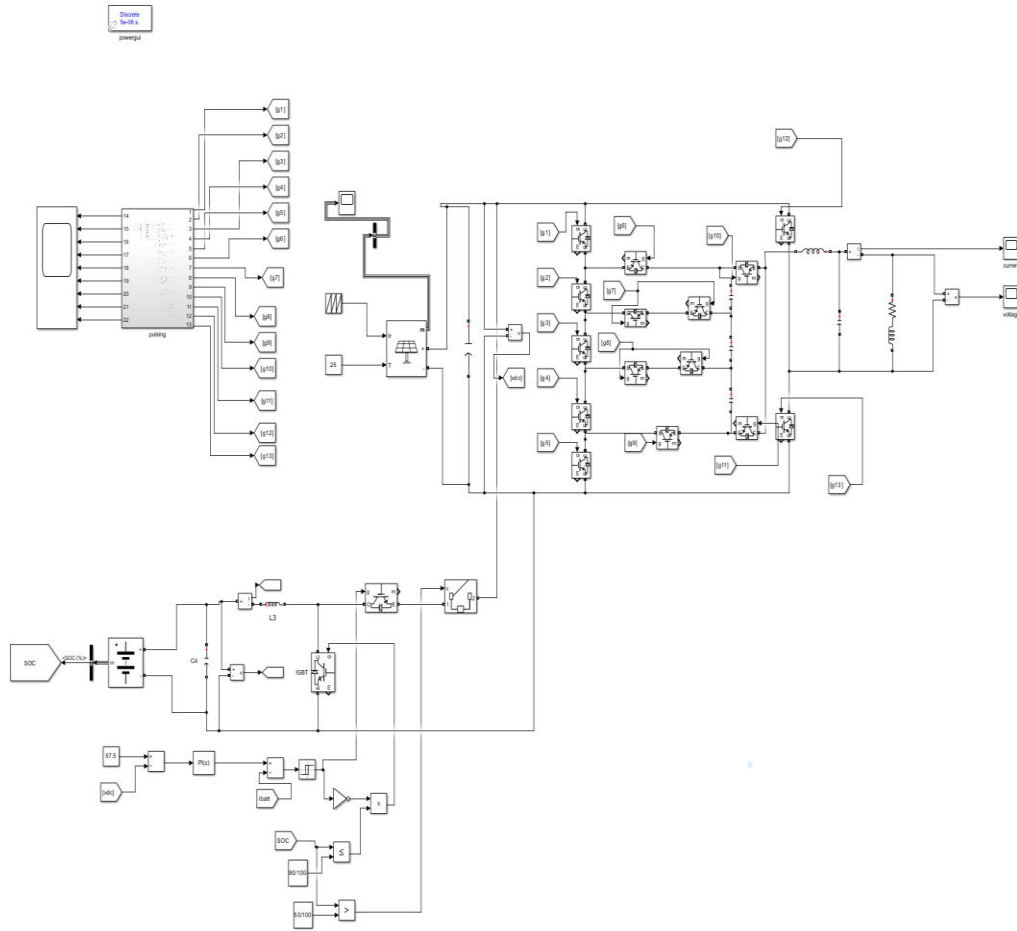 Discrete
5e-06 s.
powergui
[g1]
[g2]
[g3]
[g4]
[g5]
[g6]
[g7]
[g8]
[g9]
[g10]
[g11]
[g12]
[g13]
14
15
16
17
18
19
20
21
22
1
2
3
4
5
6
7
8
9
10
11
12
13
pulsing
25
Ir
T
m
+
-
[vdc]
[g1]
[g2]
[g3]
[g4]
[g5]
[g6]
[g7]
[g8]
[g9]
[g10]
[g11]
[g12]
[g13]
curren
voltag
SOC
<SOC (%)>
m
C4
L3
IGBT
57.5
[vdc]
PI(z)
Ibatt
x
SOC
≤
80/100
>